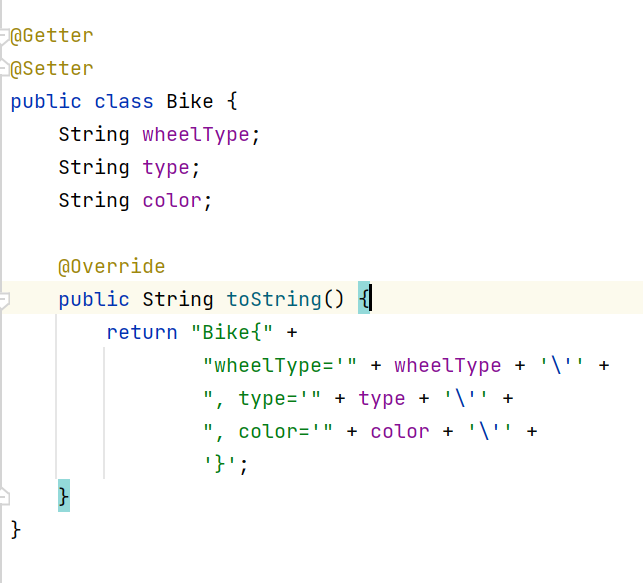 @Getter
@Setter
public class Bike {
    String wheelType;
    String type;
    String color;

    @Override
    public String toString() {
        return "Bike{" +
                "wheelType='" + wheelType + '\'' +
                ", type='" + type + '\'' +
                ", color='" + color + '\'' +
                '}';
    }
}